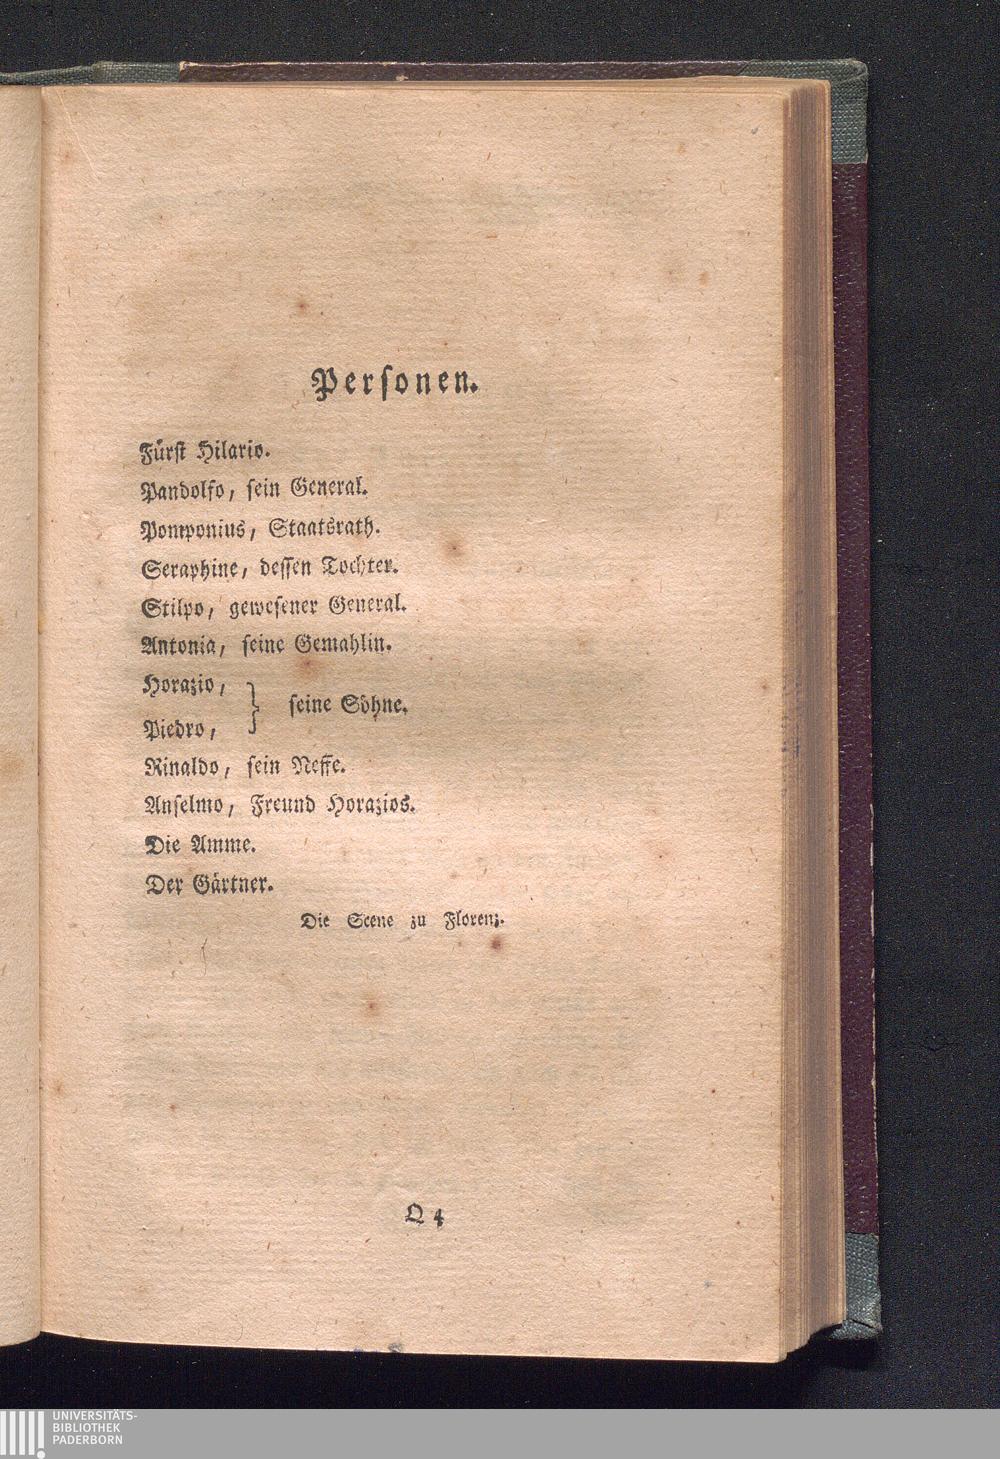 Personen.
Fürst Hilario.
Pandolfo, sein General.
Pomponius, Staatsrath.
Seraphine, dessen Tochter.
Stilpo, gewesener General.
Antonia, seine Gemahlin.
Horazio,
Piedro, } seine Söhne.
Rinaldo, sein Neffe.
Anselmo, Freund Horazios.
Die Amme.
Der Gärtner.
Die Scene zu Florenz.
Q 4
UNIVERSITÄTS-
BIBLIOTHEK
PADERBORN